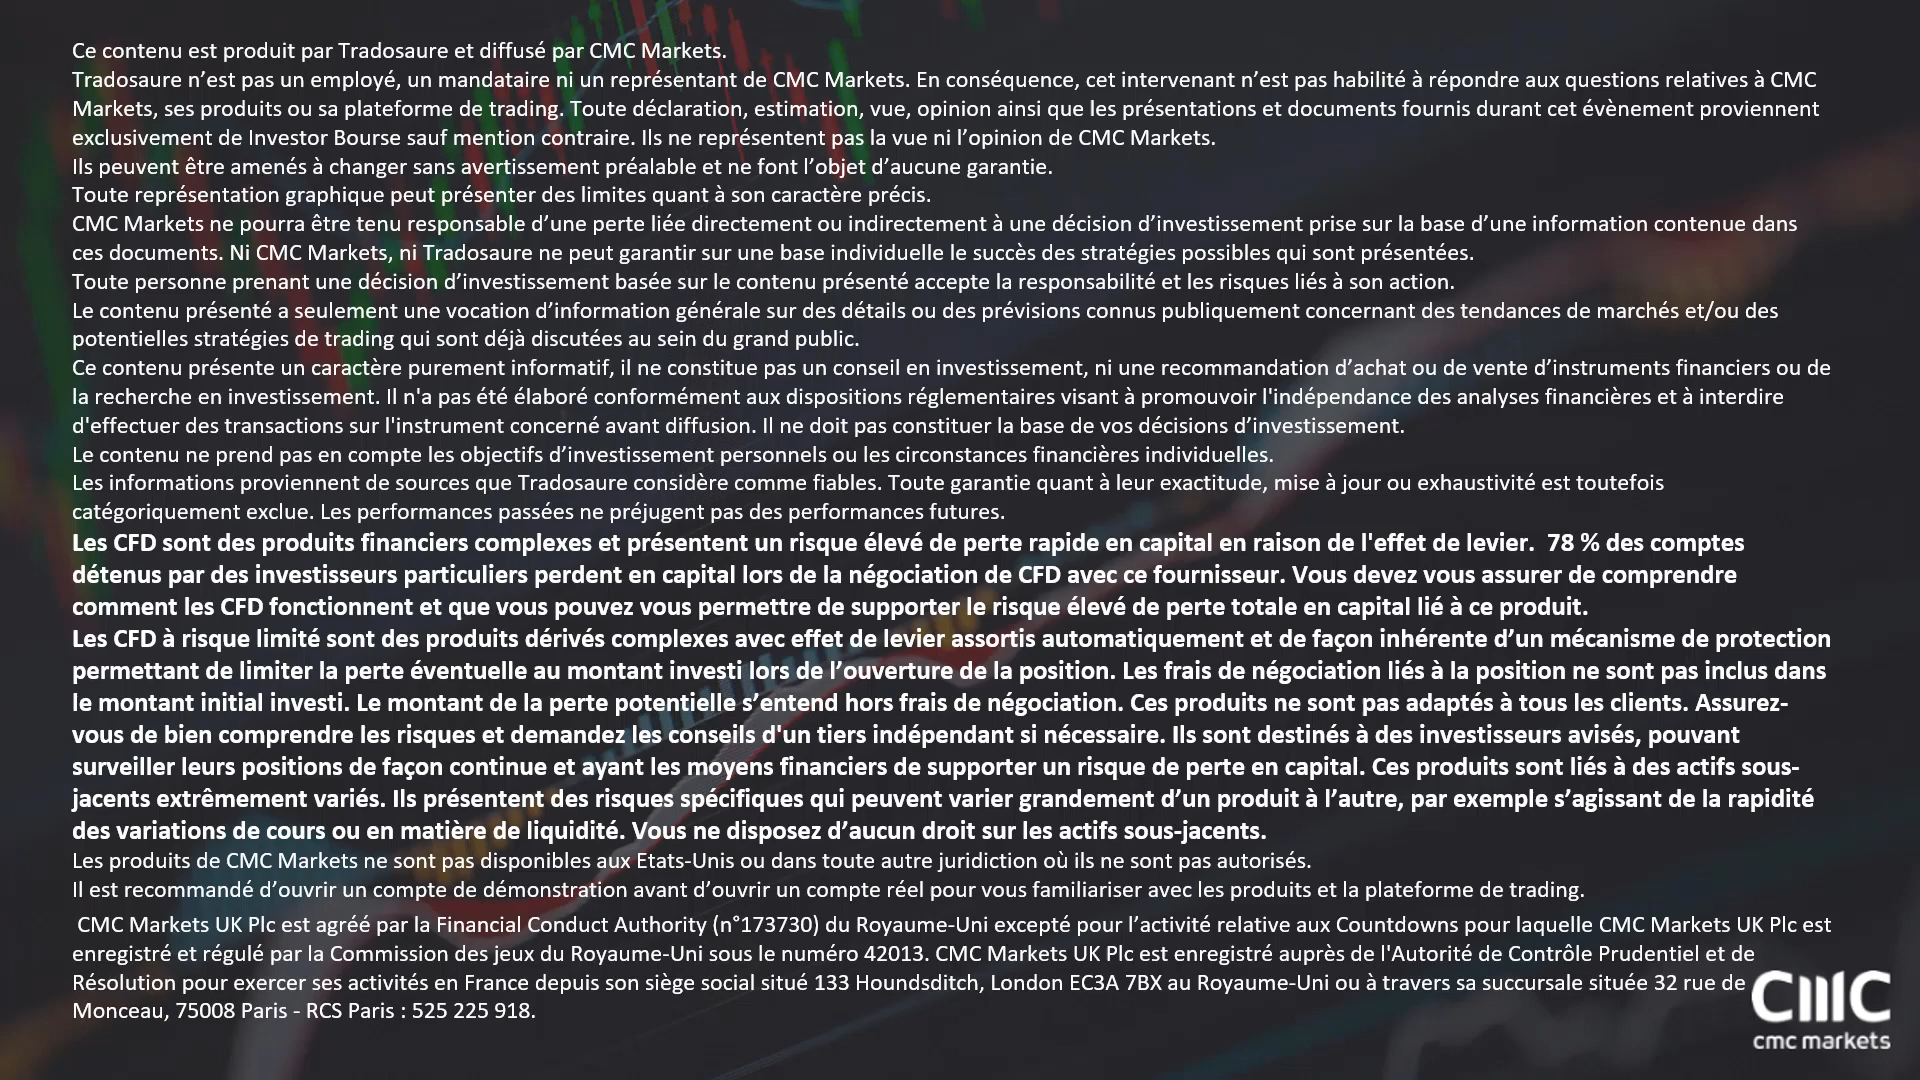 Ce contenu est produit par Tradosaure et diffusé par CMC Markets.
Tradosaure n’est pas un employé, un mandataire ni un représentant de CMC Markets. En conséquence, cet intervenant n’est pas habilité à répondre aux questions relatives à CMC
Markets, ses produits ou sa plateforme de trading. Toute déclaration, estimation, vue, opinion ainsi que les présentations et documents fournis durant cet évènement proviennent
exclusivement de Investor Bourse sauf mention contraire. Ils ne représentent pas la vue ni l’opinion de CMC Markets.
Ils peuvent être amenés à changer sans avertissement préalable et ne font l’objet d’aucune garantie.
Toute représentation graphique peut présenter des limites quant à son caractère précis.
CMC Markets ne pourra être tenu responsable d’une perte liée directement ou indirectement à une décision d’investissement prise sur la base d’une information contenue dans
ces documents. Ni CMC Markets, ni Tradosaure ne peut garantir sur une base individuelle le succès des stratégies possibles qui sont présentées.
Toute personne prenant une décision d’investissement basée sur le contenu présenté accepte la responsabilité et les risques liés à son action.
Le contenu présenté a seulement une vocation d’information générale sur des détails ou des prévisions connus publiquement concernant des tendances de marchés et/ou des
potentielles stratégies de trading qui sont déjà discutées au sein du grand public.
Ce contenu présente un caractère purement informatif, il ne constitue pas un conseil en investissement, ni une recommandation d’achat ou de vente d’instruments financiers ou de
la recherche en investissement. Il n'a pas été élaboré conformément aux dispositions réglementaires visant à promouvoir l'indépendance des analyses financières et à interdire
d'effectuer des transactions sur l'instrument concerné avant diffusion. Il ne doit pas constituer la base de vos décisions d’investissement.
Le contenu ne prend pas en compte les objectifs d’investissement personnels ou les circonstances financières individuelles.
Les informations proviennent de sources que Tradosaure considère comme fiables. Toute garantie quant à leur exactitude, mise à jour ou exhaustivité est toutefois
catégoriquement exclue. Les performances passées ne préjugent pas des performances futures.
Les CFD sont des produits financiers complexes et présentent un risque élevé de perte rapide en capital en raison de l'effet de levier.  78 % des comptes
détenus par des investisseurs particuliers perdent en capital lors de la négociation de CFD avec ce fournisseur. Vous devez vous assurer de comprendre
comment les CFD fonctionnent et que vous pouvez vous permettre de supporter le risque élevé de perte totale en capital lié à ce produit.
Les CFD à risque limité sont des produits dérivés complexes avec effet de levier assortis automatiquement et de façon inhérente d’un mécanisme de protection
permettant de limiter la perte éventuelle au montant investi lors de l’ouverture de la position. Les frais de négociation liés à la position ne sont pas inclus dans
le montant initial investi. Le montant de la perte potentielle s’entend hors frais de négociation. Ces produits ne sont pas adaptés à tous les clients. Assurez-
vous de bien comprendre les risques et demandez les conseils d'un tiers indépendant si nécessaire. Ils sont destinés à des investisseurs avisés, pouvant
surveiller leurs positions de façon continue et ayant les moyens financiers de supporter un risque de perte en capital. Ces produits sont liés à des actifs sous-
jacents extrêmement variés. Ils présentent des risques spécifiques qui peuvent varier grandement d’un produit à l’autre, par exemple s’agissant de la rapidité
des variations de cours ou en matière de liquidité. Vous ne disposez d’aucun droit sur les actifs sous-jacents.
Les produits de CMC Markets ne sont pas disponibles aux Etats-Unis ou dans toute autre juridiction où ils ne sont pas autorisés.
Il est recommandé d’ouvrir un compte de démonstration avant d’ouvrir un compte réel pour vous familiariser avec les produits et la plateforme de trading.
CMC Markets UK Plc est agréé par la Financial Conduct Authority (n°173730) du Royaume-Uni excepté pour l’activité relative aux Countdowns pour laquelle CMC Markets UK Plc est
enregistré et régulé par la Commission des jeux du Royaume-Uni sous le numéro 42013. CMC Markets UK Plc est enregistré auprès de l'Autorité de Contrôle Prudentiel et de
Résolution pour exercer ses activités en France depuis son siège social situé 133 Houndsditch, London EC3A 7BX au Royaume-Uni ou à travers sa succursale située 32 rue de
Monceau, 75008 Paris - RCS Paris : 525 225 918.
CMC
cmc markets